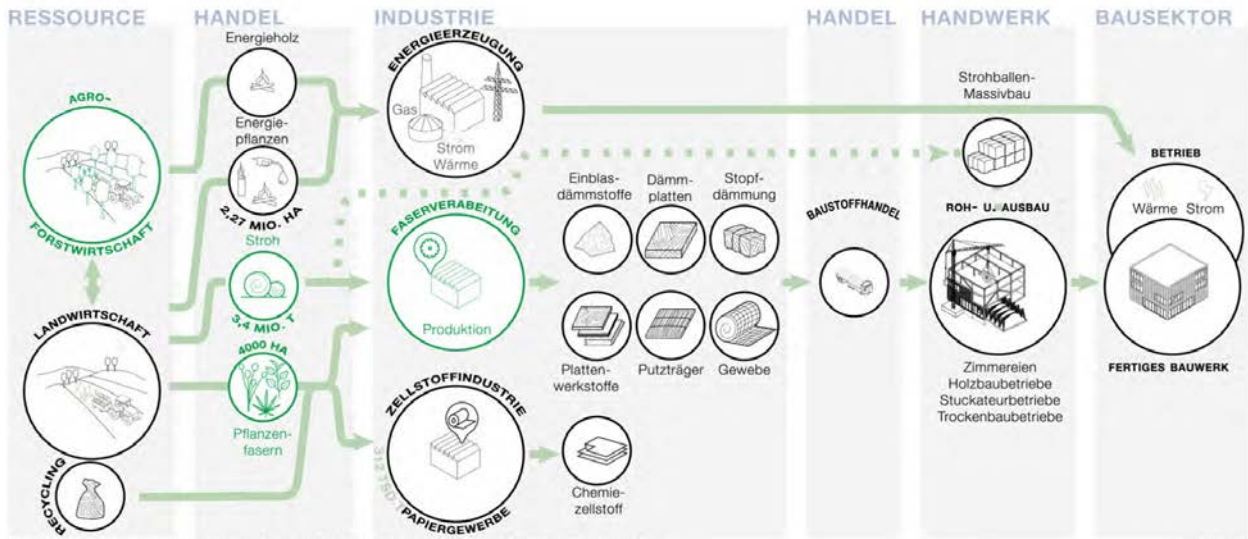 RESSOURCE
HANDEL
INDUSTRIE
HANDEL
HANDWERK
BAUSEKTOR
AGRO-
FORSTWIRTSCHAFT
LANDWIRTSCHAFT
RECYCLING
Energieholz
Energie-
pflanzen
2,27 MIO. HA
Stroh
3,4 MIO. T
4000 HA
Pflanzen-
fasern
ENERGIEERZEUGUNG
Gas
Strom
Wärme
FASERVERABEITUNG
Produktion
ZELLSTOFFINDUSTRIE
312 TSD T
PAPIERGEWERBE
Einblas-
dämmstoffe
Dämm-
platten
Stopf-
dämmung
Platten-
werkstoffe
Putzträger
Gewebe
Chemie-
zellstoff
BAUSTOFFHANDEL
Strohballen-
Massivbau
ROH- U. AUSBAU
Zimmereien
Holzbaubetriebe
Stuckateurbetriebe
Trockenbaubetriebe
BETRIEB
Wärme Strom
FERTIGES BAUWERK